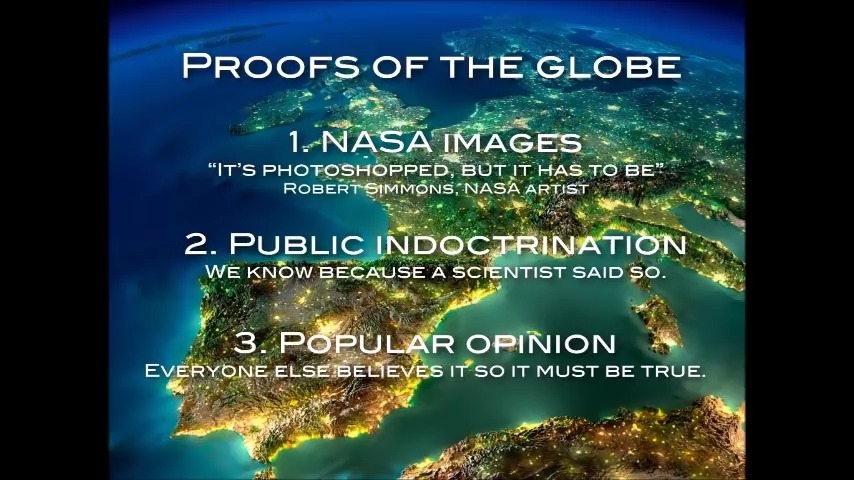 PROOFS OF THE GLOBE
1. NASA IMAGES
“IT'S PHOTOSHOPPED, BUT IT HAS TO BE”
ROBERT SIMMONS, NASA ARTIST
2. PUBLIC INDOCTRINATION
WE KNOW BECAUSE A SCIENTIST SAID SO.
3. POPULAR OPINION
EVERYONE ELSE BELIEVES IT SO IT MUST BE TRUE.